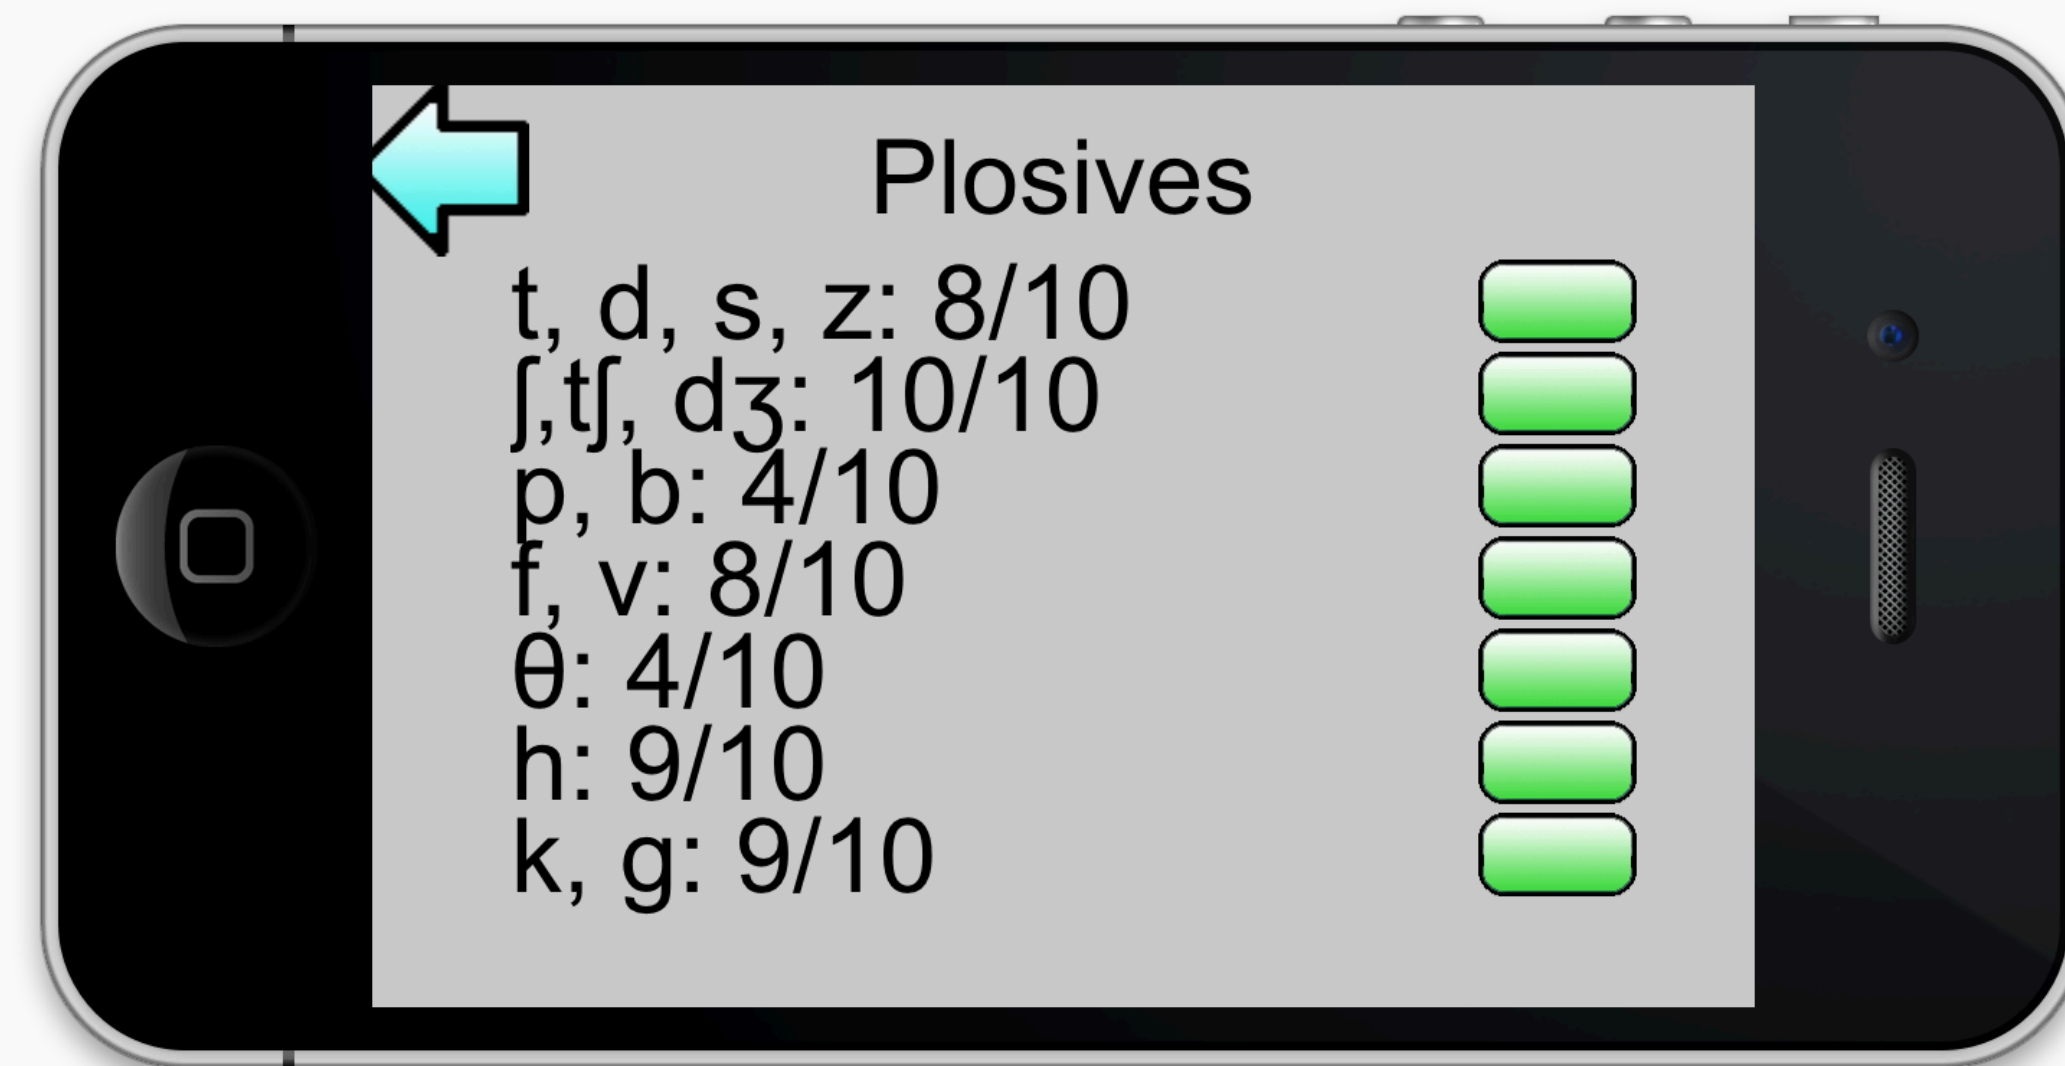 Plosives
t, d, s, z: 8/10
ʃ,tʃ, dʒ: 10/10
p, b: 4/10
f, v: 8/10
θ: 4/10
h: 9/10
k, g: 9/10